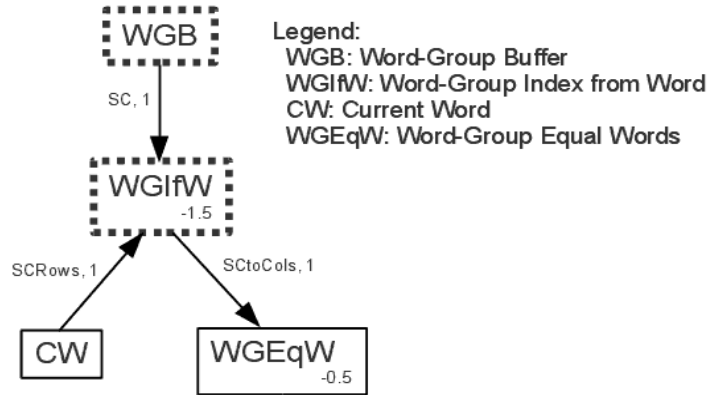 WGB
Legend:
WGB: Word-Group Buffer
WGIfW: Word-Group Index from Word
CW: Current Word
WGEqW: Word-Group Equal Words
SC, 1
WGIfW
-1.5
SCRows, 1
SCtoCols, 1
CW
WGEqW
-0.5